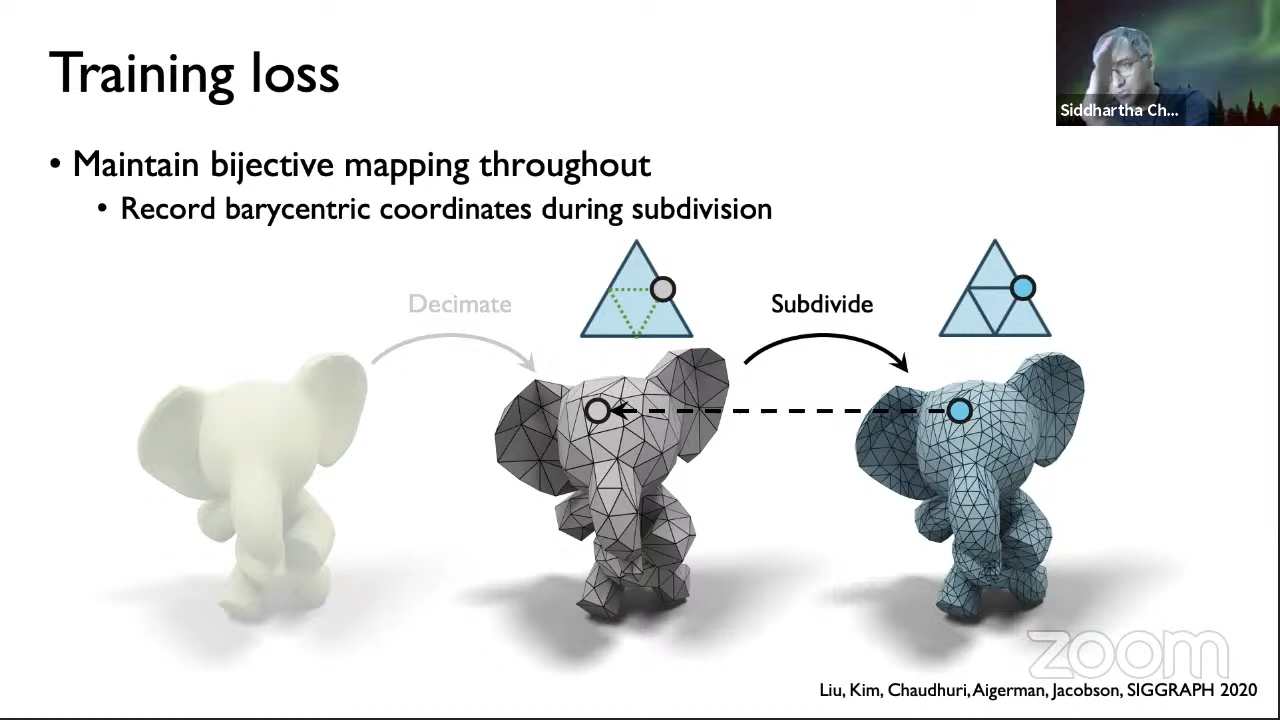 Training loss
Siddhartha Ch...
• Maintain bijective mapping throughout
• Record barycentric coordinates during subdivision
Decimate
Subdivide
zoom
Liu, Kim, Chaudhuri, Aigerman, Jacobson, SIGGRAPH 2020